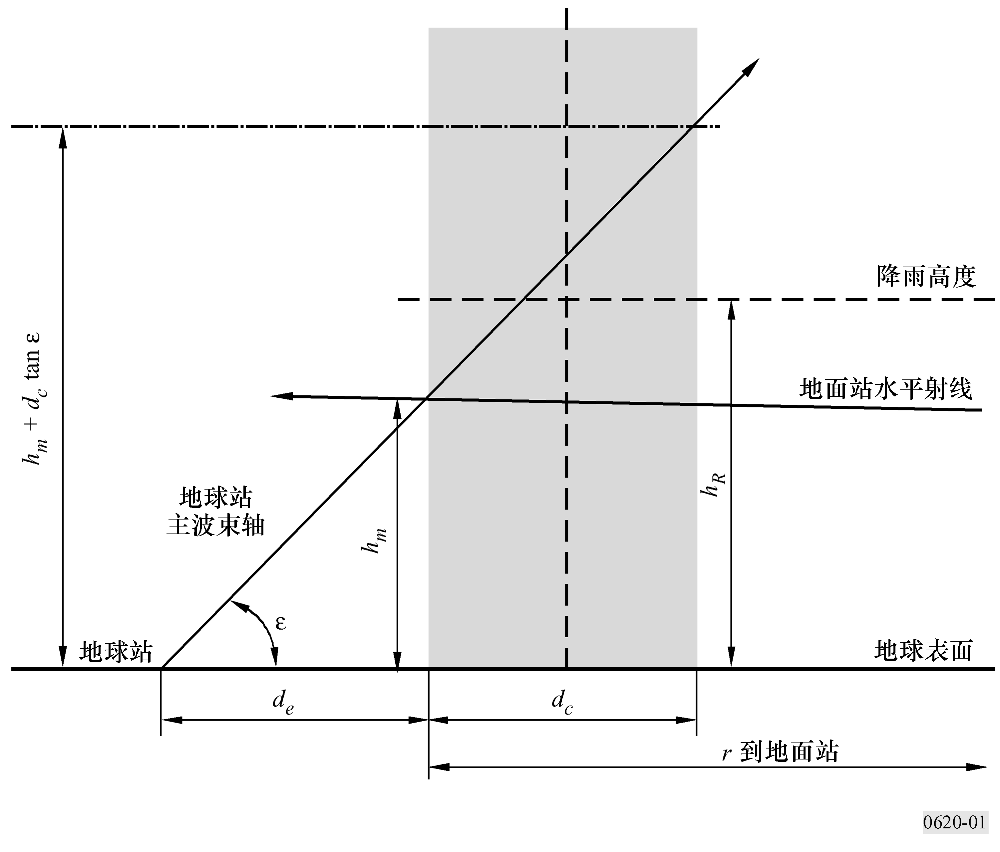 降雨高度
地面站水平射线
h_m + d_c tan ε
h_R
地球站
主波束轴
h_m
ε
地球站
地球表面
d_e
d_c
r 到地面站
0620-01